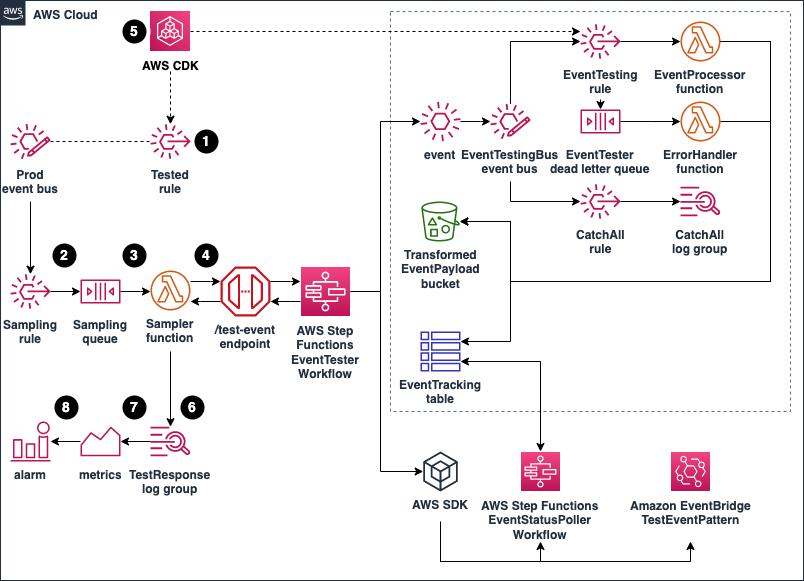 aws
AWS Cloud
5
AWS CDK
EventTesting
rule
EventProcessor
function
1
Prod
event bus
Tested
rule
event
EventTestingBus
event bus
EventTester
dead letter queue
ErrorHandler
function
CatchAll
rule
CatchAll
log group
Transformed
EventPayload
bucket
2
3
4
Sampling
rule
Sampling
queue
Sampler
function
/test-event
endpoint
AWS Step
Functions
EventTester
Workflow
EventTracking
table
8
7
6
alarm
metrics
TestResponse
log group
AWS SDK
AWS Step Functions
EventStatusPoller
Workflow
Amazon EventBridge
TestEventPattern